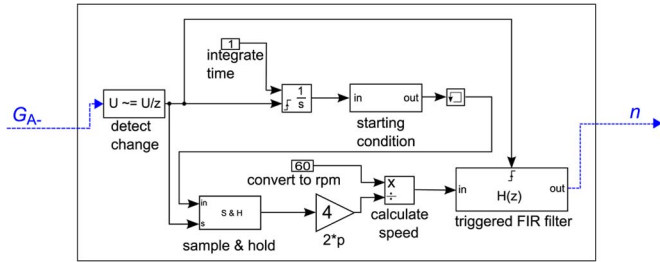 1
integrate
time
G_A-
U ~= U/z
detect
change
1
s
in
out
starting
condition
n
60
convert to rpm
in
s
S & H
sample & hold
4
2*p
X
÷
calculate
speed
in
H(z)
out
triggered FIR filter